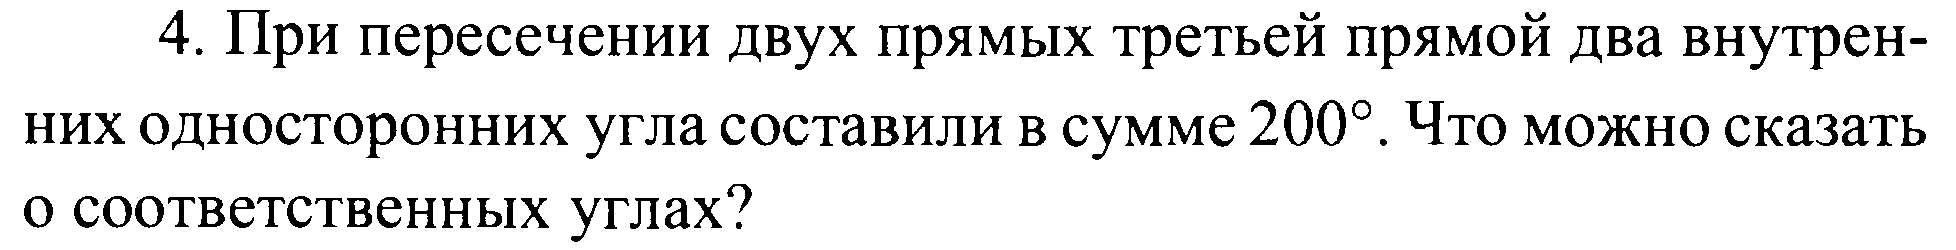 4. При пересечении двух прямых третьей прямой два внутрен-
них односторонних угла составили в сумме 200°. Что можно сказать
о соответственных углах?